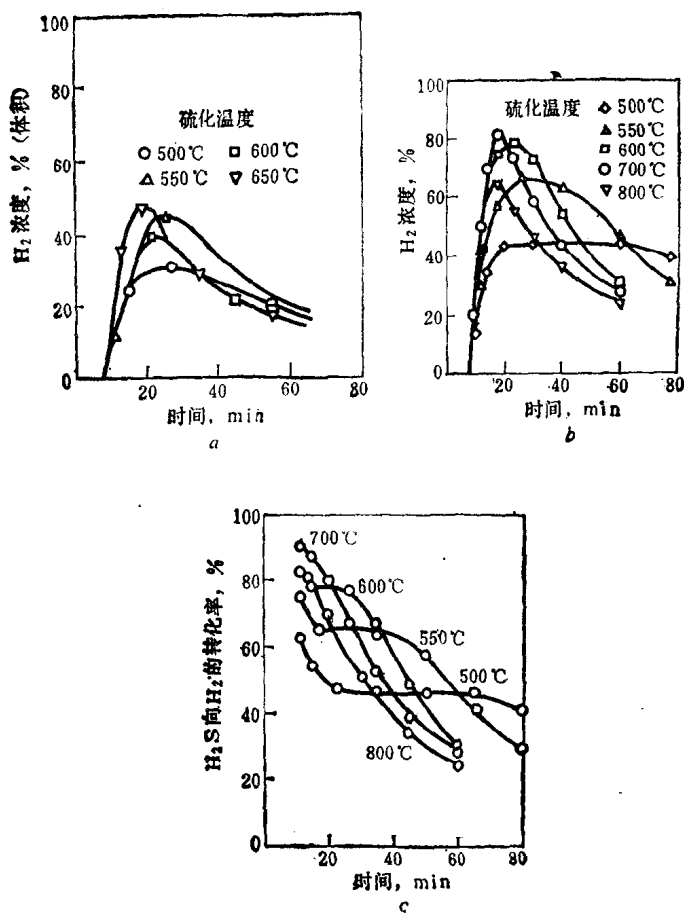 100
80
60
40
20
0
H₂浓度，%（体积）
硫化温度
○ 500℃ □ 600℃
△ 550℃ ▽ 650℃
20 40 60 80
时间，min
a
100
80
60
40
20
0
H₂浓度，%
硫化温度
◇ 500℃
△ 550℃
□ 600℃
○ 700℃
▽ 800℃
20 40 60 80
时间，min
b
100
80
60
40
20
0
H₂S向H₂的转化率，%
700℃
600℃
550℃
500℃
800℃
20 40 60 80
时间，min
c